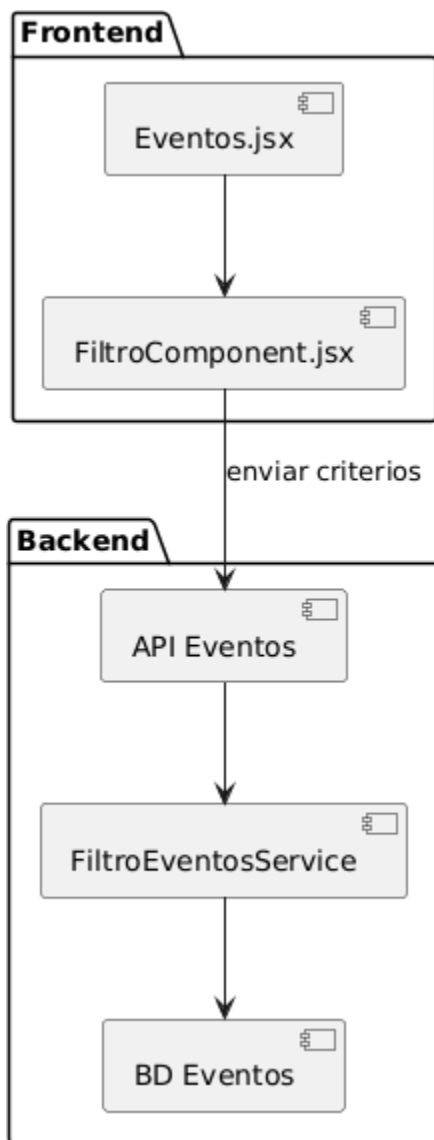 Frontend
Eventos.jsx
FiltroComponent.jsx
enviar criterios
Backend
API Eventos
FiltroEventosService
BD Eventos